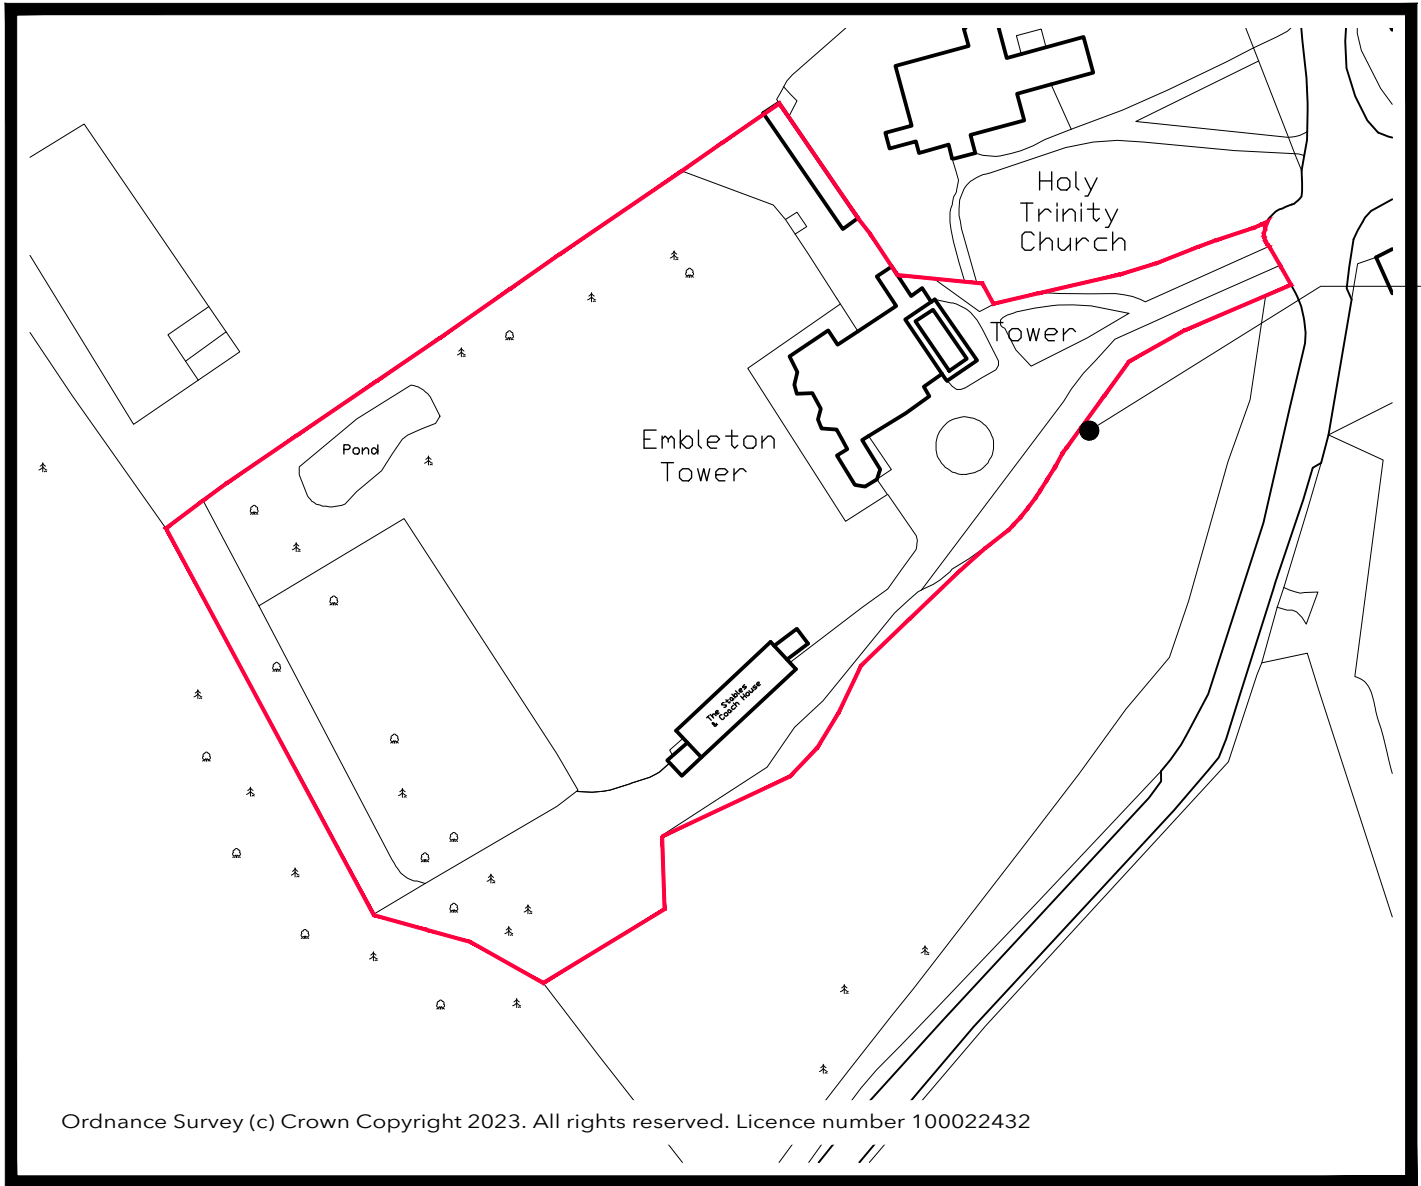 Holy
Trinity
Church
Tower
Embleton
Tower
Pond
The Stables
& Coach House
Ordnance Survey (c) Crown Copyright 2023. All rights reserved. Licence number 100022432